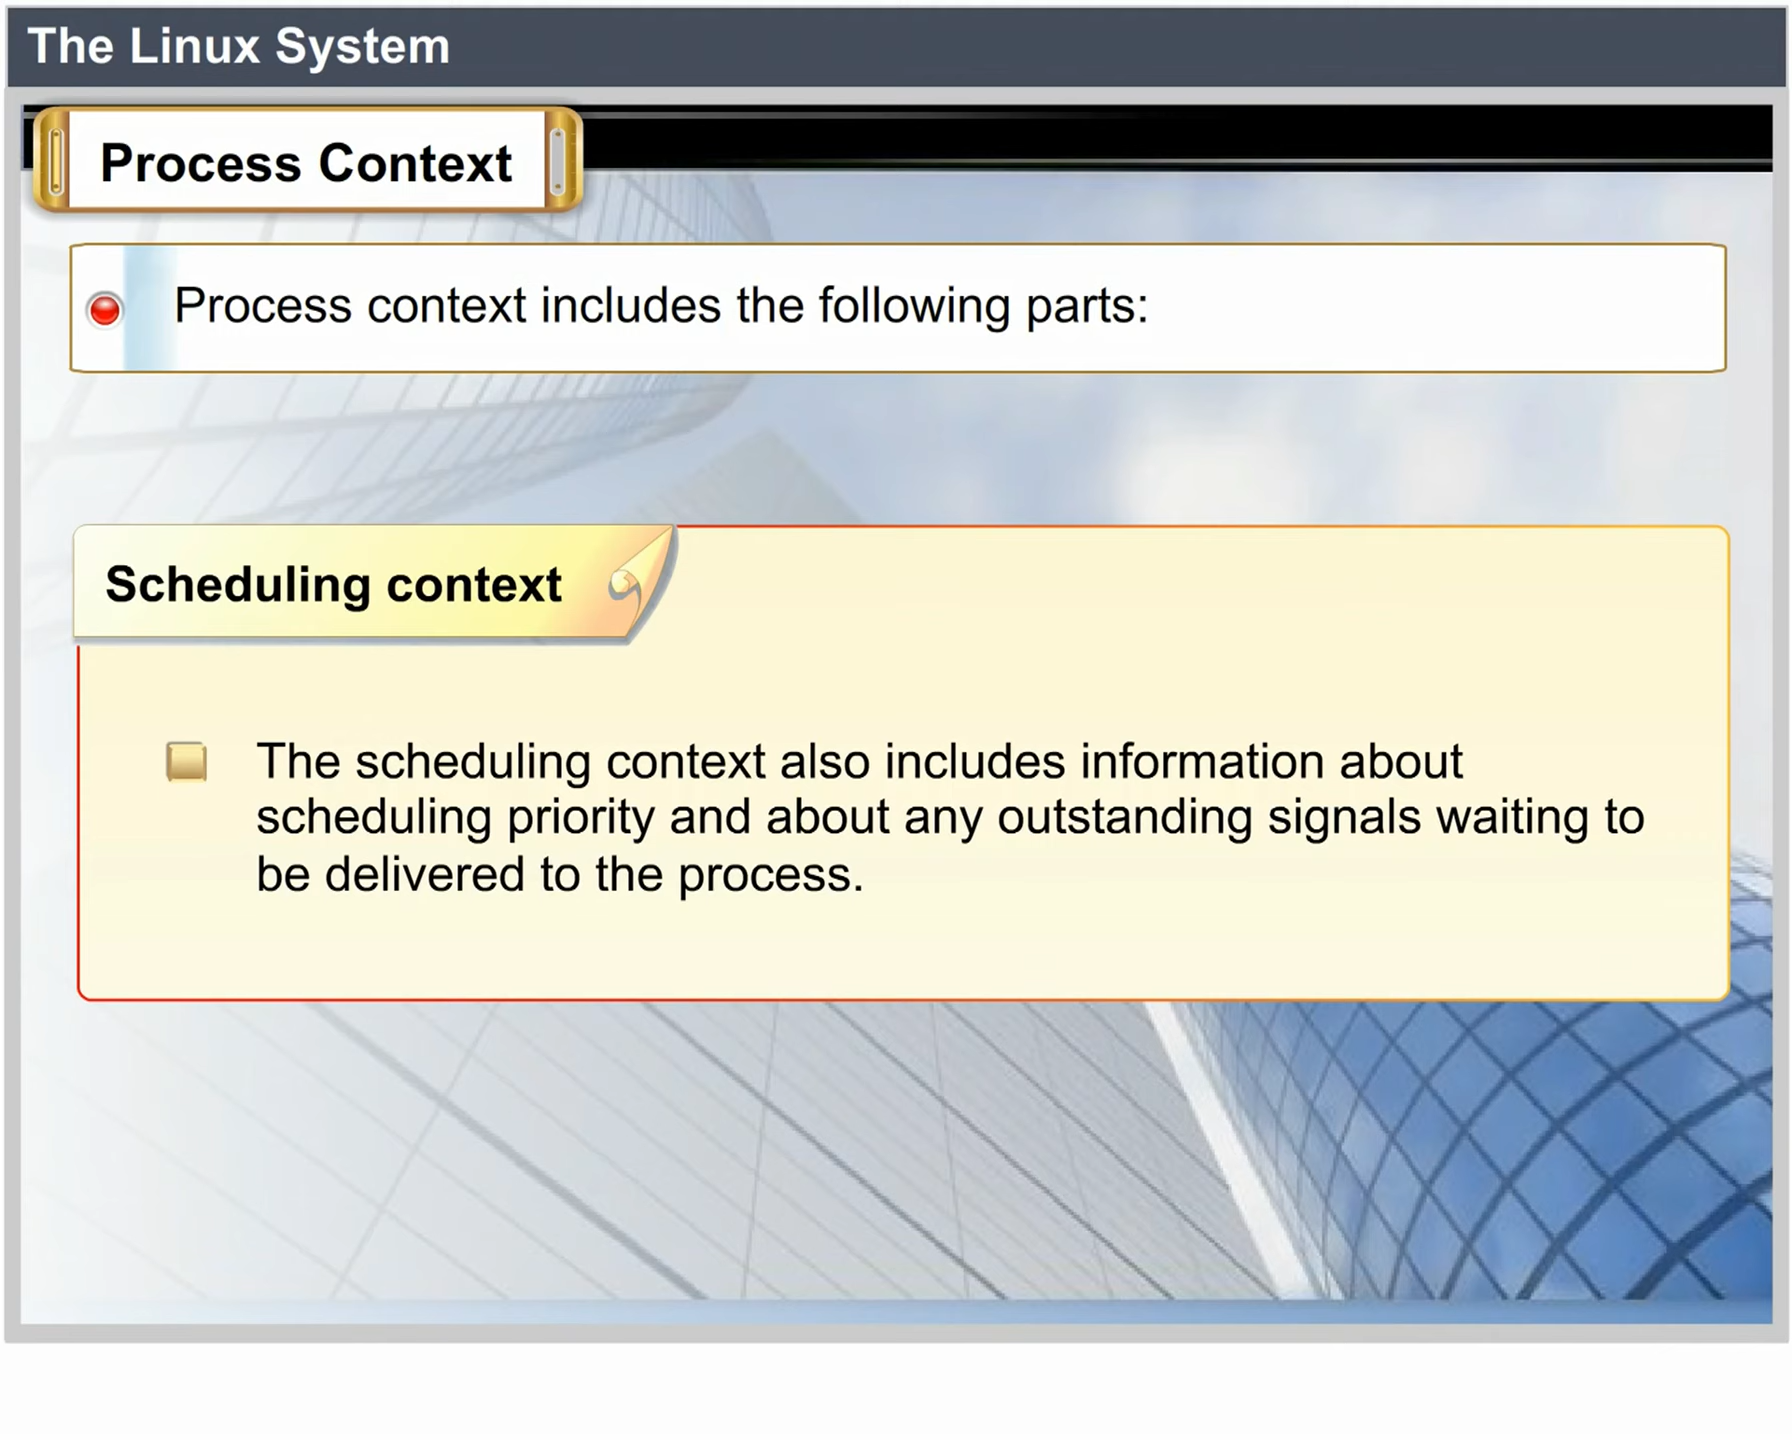 The Linux System
Process Context
Process context includes the following parts:
Scheduling context
The scheduling context also includes information about
scheduling priority and about any outstanding signals waiting to
be delivered to the process.